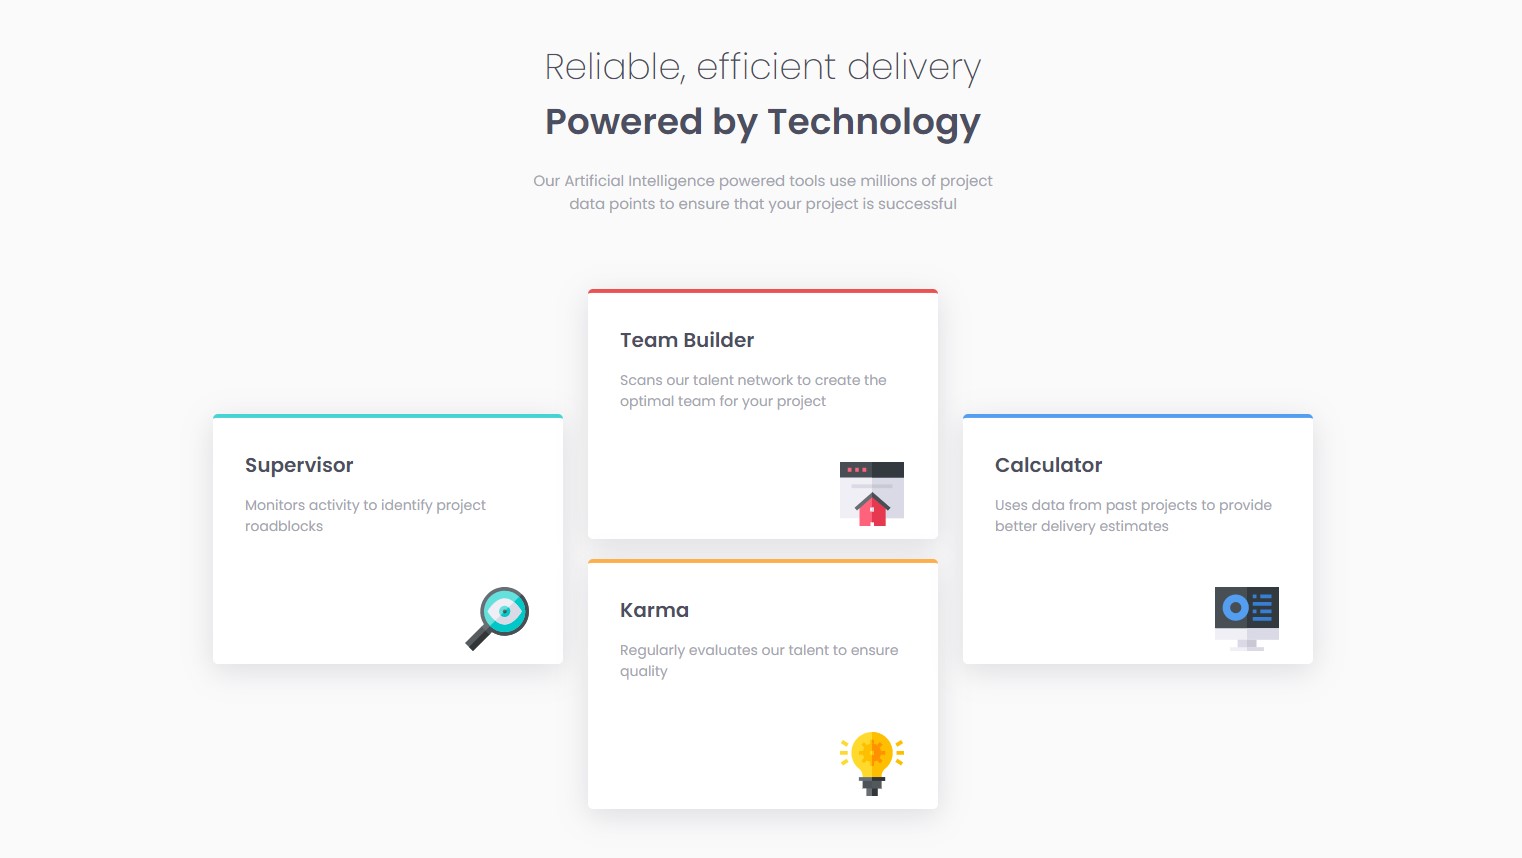 Reliable, efficient delivery
Powered by Technology
Our Artificial Intelligence powered tools use millions of project
data points to ensure that your project is successful
Supervisor
Monitors activity to identify project
roadblocks
Team Builder
Scans our talent network to create the
optimal team for your project
Karma
Regularly evaluates our talent to ensure
quality
Calculator
Uses data from past projects to provide
better delivery estimates